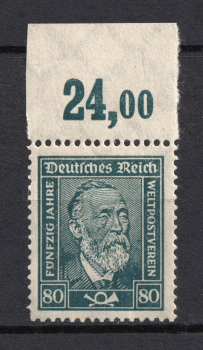 24,00
Deutſches Reich
FÜNFZIG JAHRE
WELTPOSTVEREIN
80 80